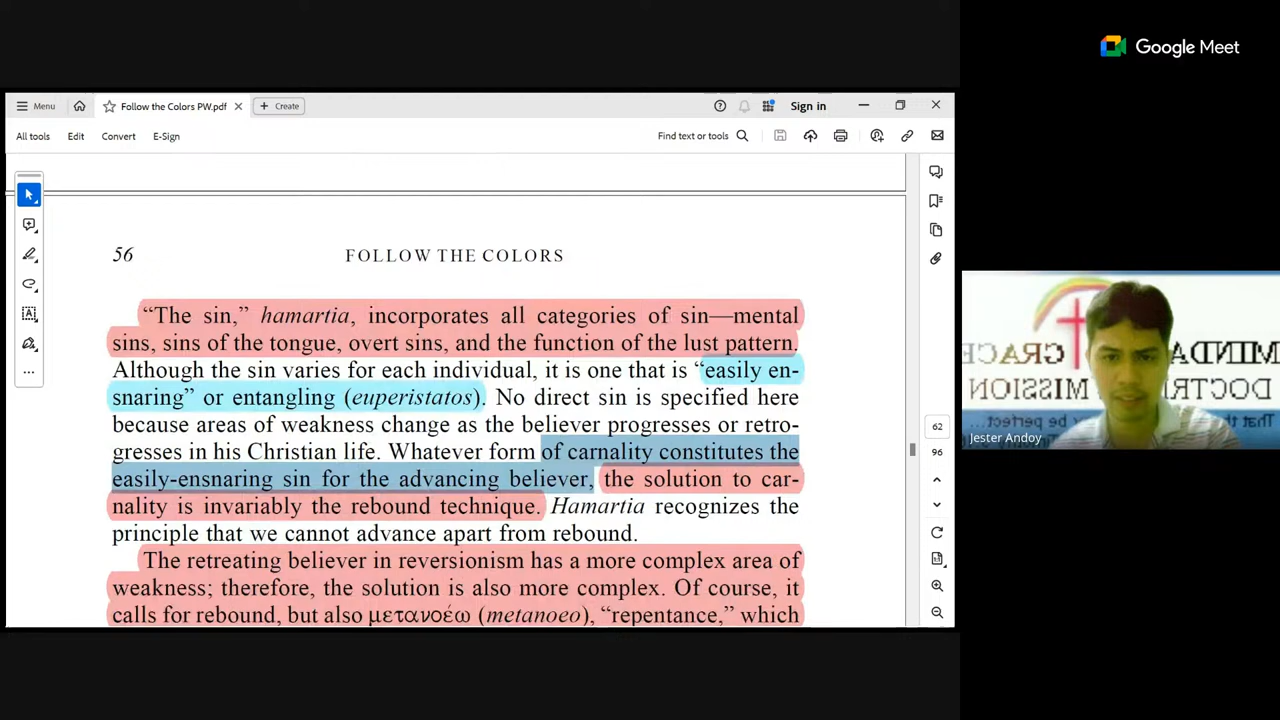 Google Meet
Menu
Follow the Colors PW.pdf
Create
Sign in
All tools
Edit
Convert
E-Sign
Find text or tools
56
FOLLOW THE COLORS
“The sin,” hamartia, incorporates all categories of sin—mental
sins, sins of the tongue, overt sins, and the function of the lust pattern.
Although the sin varies for each individual, it is one that is “easily en-
snaring” or entangling (euperistatos). No direct sin is specified here
because areas of weakness change as the believer progresses or retro-
gresses in his Christian life. Whatever form of carnality constitutes the
easily-ensnaring sin for the advancing believer, the solution to car-
nality is invariably the rebound technique. Hamartia recognizes the
principle that we cannot advance apart from rebound.
The retreating believer in reversionism has a more complex area of
weakness; therefore, the solution is also more complex. Of course, it
calls for rebound, but also μετανοέω (metanoeo), “repentance,” which
62
96
MINDA
GRACE
DOCTRI
MISSION
That
be perfect ...
Jester Andoy